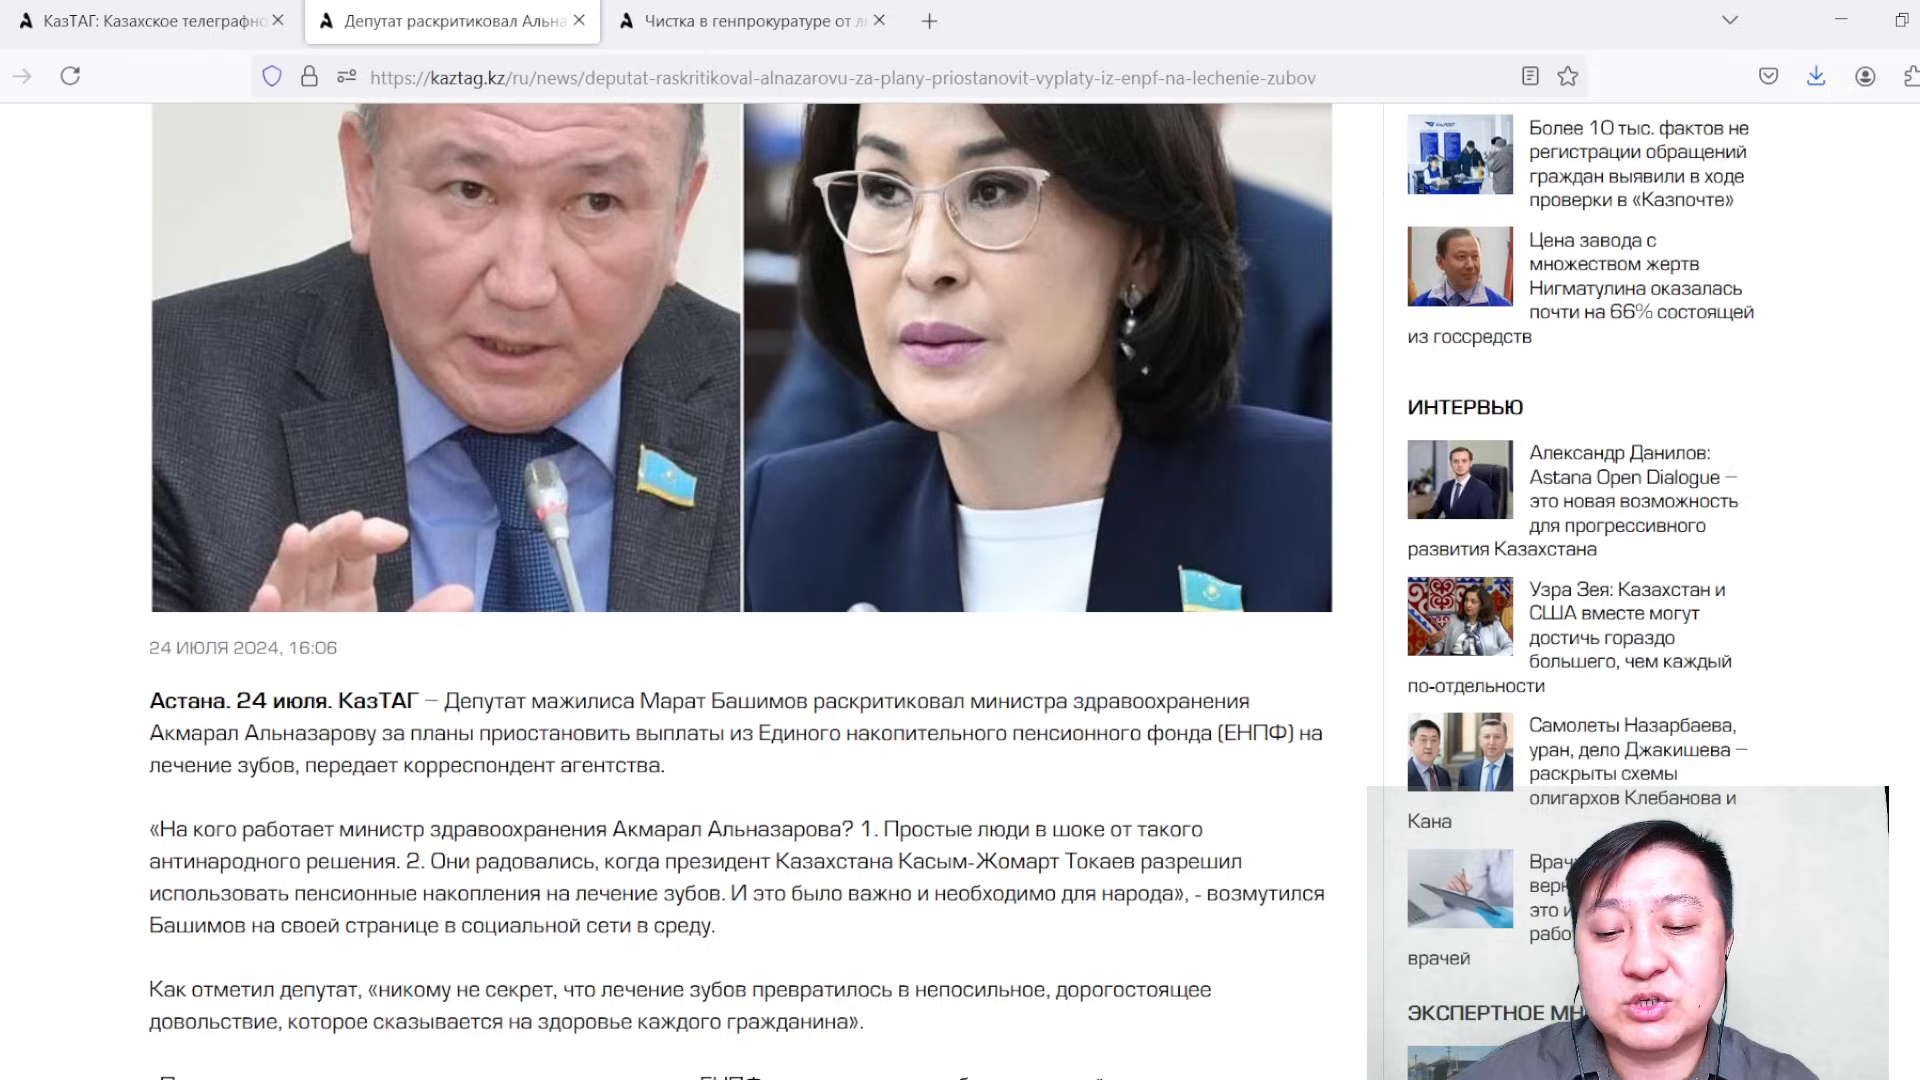 КазТАГ: Казахское телеграфно
Депутат раскритиковал Альна
Чистка в генпрокуратуре от
https://kaztag.kz/ru/news/deputat-raskritikoval-alnazarovu-za-plany-priostanovit-vyplaty-iz-enpf-na-lechenie-zubov
24 ИЮЛЯ 2024, 16:06
Астана. 24 июля. КазТАГ – Депутат мажилиса Марат Башимов раскритиковал министра здравоохранения
Акмарал Альназарову за планы приостановить выплаты из Единого накопительного пенсионного фонда (ЕНПФ) на
лечение зубов, передает корреспондент агентства.
«На кого работает министр здравоохранения Акмарал Альназарова? 1. Простые люди в шоке от такого
антинародного решения. 2. Они радовались, когда президент Казахстана Касым-Жомарт Токаев разрешил
использовать пенсионные накопления на лечение зубов. И это было важно и необходимо для народа», - возмутился
Башимов на своей странице в социальной сети в среду.
Как отметил депутат, «никому не секрет, что лечение зубов превратилось в непосильное, дорогостоящее
довольствие, которое сказывается на здоровье каждого гражданина».
Более 10 тыс. фактов не
регистрации обращений
граждан выявили в ходе
проверки в «Казпочте»
Цена завода с
множеством жертв
Нигматулина оказалась
почти на 66% состоящей
из госсредств
ИНТЕРВЬЮ
Александр Данилов:
Astana Open Dialogue –
это новая возможность
для прогрессивного
развития Казахстана
Узра Зея: Казахстан и
США вместе могут
достичь гораздо
большего, чем каждый
по-отдельности
Самолеты Назарбаева,
уран, дело Джакишева –
раскрыты схемы
олигархов Клебанова и
Кана
Врач
верн
это и
рабо
врачей
ЭКСПЕРТНОЕ МН